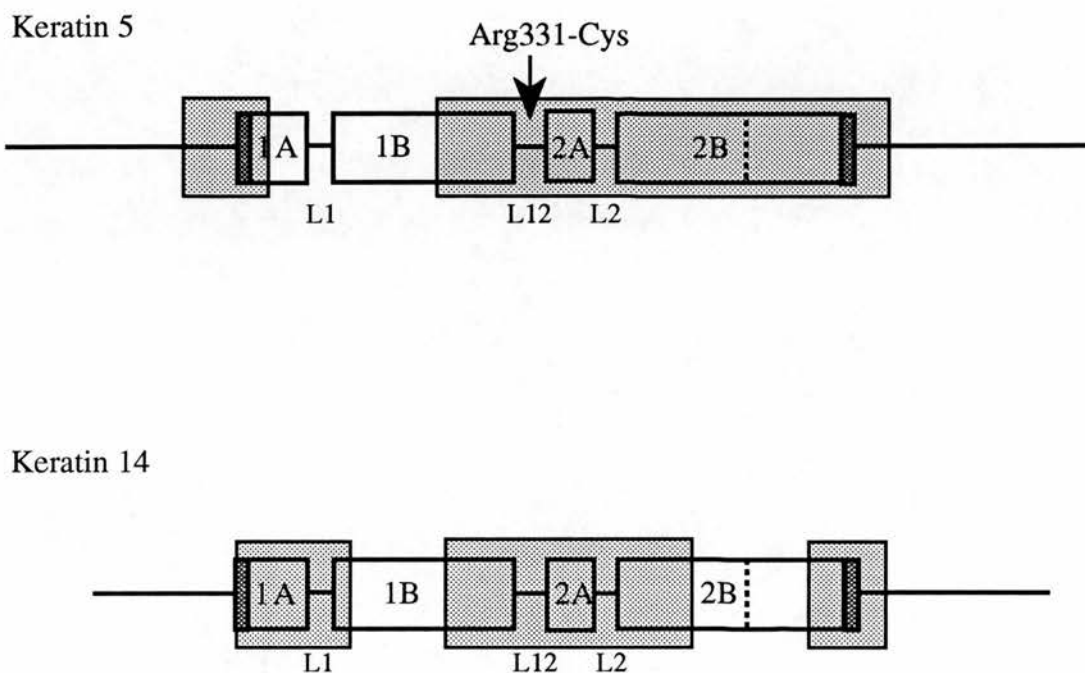 Keratin 5
Arg331-Cys
1A 1B 2A 2B
L1 L12 L2
Keratin 14
1A 1B 2A 2B
L1 L12 L2